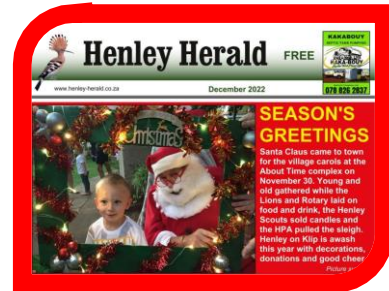 Henley Herald
FREE
KAKABOUY
078 826 2837
www.henley-herald.co.za
December 2022
Christmas
SEASON'S
GREETINGS
Santa Claus came to town
for the village carols at the
About Time complex on
November 30. Young and
old gathered while the
Lions and Rotary laid on
food and drink, the Henley
Scouts sold candles and
the HPA pulled the sleigh.
Henley on Klip is awash
this year with decorations,
donations and good cheer